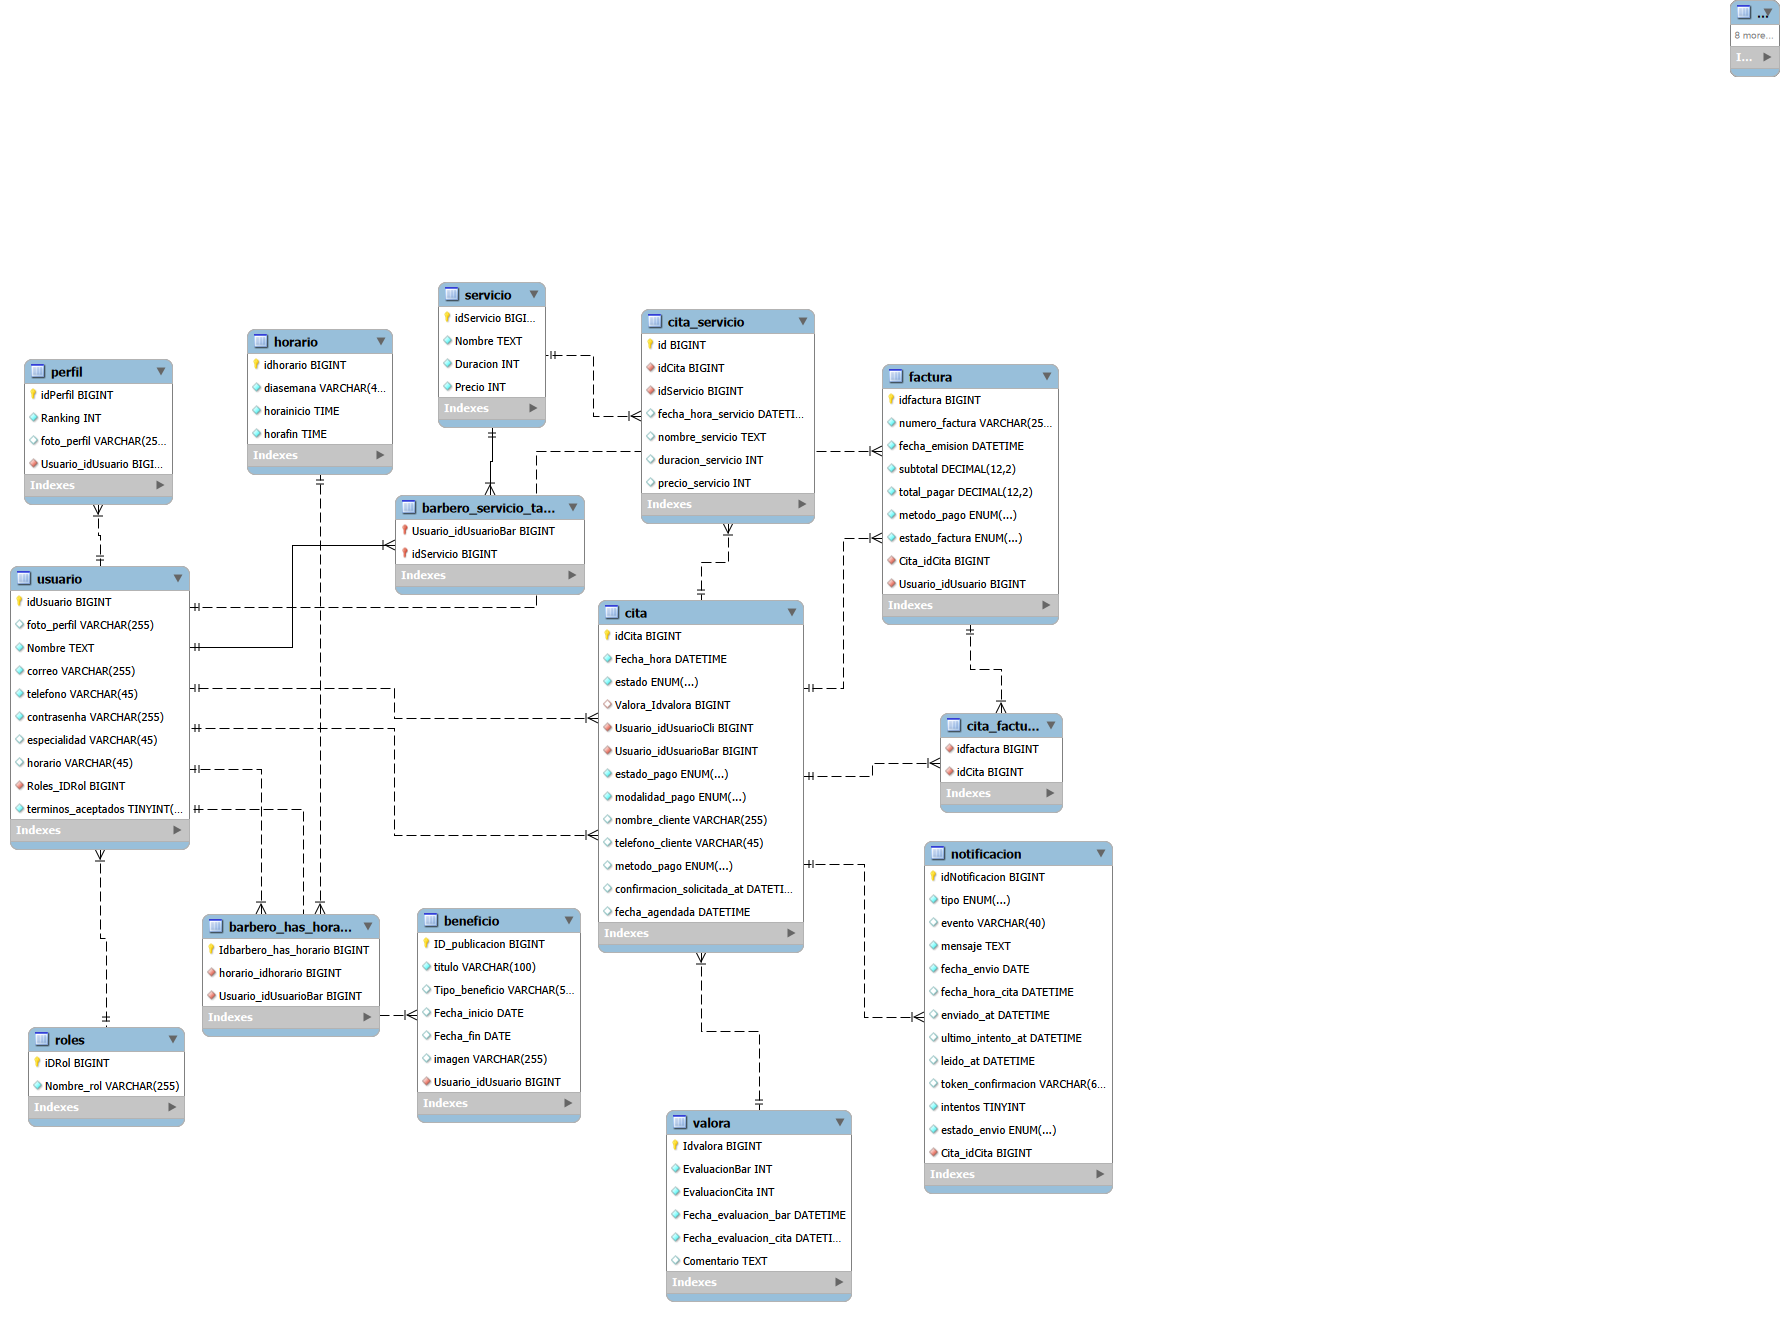 ...
8 more...
I...
servicio
idServicio BIGI...
Nombre TEXT
Duracion INT
Precio INT
Indexes
cita_servicio
id BIGINT
idCita BIGINT
idServicio BIGINT
fecha_hora_servicio DATETI...
nombre_servicio TEXT
duracion_servicio INT
precio_servicio INT
Indexes
horario
idhorario BIGINT
diasemana VARCHAR(4...
horainicio TIME
horafin TIME
Indexes
perfil
idPerfil BIGINT
Ranking INT
foto_perfil VARCHAR(25...
Usuario_idUsuario BIGI...
Indexes
factura
idfactura BIGINT
numero_factura VARCHAR(25...
fecha_emision DATETIME
subtotal DECIMAL(12,2)
total_pagar DECIMAL(12,2)
metodo_pago ENUM(...)
estado_factura ENUM(...)
Cita_idCita BIGINT
Usuario_idUsuario BIGINT
Indexes
barbero_servicio_ta...
Usuario_idUsuarioBar BIGINT
idServicio BIGINT
Indexes
usuario
idUsuario BIGINT
foto_perfil VARCHAR(255)
Nombre TEXT
correo VARCHAR(255)
telefono VARCHAR(45)
contrasenha VARCHAR(255)
especialidad VARCHAR(45)
horario VARCHAR(45)
Roles_IDRol BIGINT
terminos_aceptados TINYINT(...
Indexes
cita
idCita BIGINT
Fecha_hora DATETIME
estado ENUM(...)
Valora_Idvalora BIGINT
Usuario_idUsuarioCli BIGINT
Usuario_idUsuarioBar BIGINT
estado_pago ENUM(...)
modalidad_pago ENUM(...)
nombre_cliente VARCHAR(255)
telefono_cliente VARCHAR(45)
metodo_pago ENUM(...)
confirmacion_solicitada_at DATETI...
fecha_agendada DATETIME
Indexes
cita_factu...
idfactura BIGINT
idCita BIGINT
Indexes
notificacion
idNotificacion BIGINT
tipo ENUM(...)
evento VARCHAR(40)
mensaje TEXT
fecha_envio DATE
fecha_hora_cita DATETIME
enviado_at DATETIME
ultimo_intento_at DATETIME
leido_at DATETIME
token_confirmacion VARCHAR(6...
intentos TINYINT
estado_envio ENUM(...)
Cita_idCita BIGINT
Indexes
barbero_has_hora...
Idbarbero_has_horario BIGINT
horario_idhorario BIGINT
Usuario_idUsuarioBar BIGINT
Indexes
beneficio
ID_publicacion BIGINT
titulo VARCHAR(100)
Tipo_beneficio VARCHAR(5...
Fecha_inicio DATE
Fecha_fin DATE
imagen VARCHAR(255)
Usuario_idUsuario BIGINT
Indexes
roles
iDRol BIGINT
Nombre_rol VARCHAR(255)
Indexes
valora
Idvalora BIGINT
EvaluacionBar INT
EvaluacionCita INT
Fecha_evaluacion_bar DATETIME
Fecha_evaluacion_cita DATETI...
Comentario TEXT
Indexes